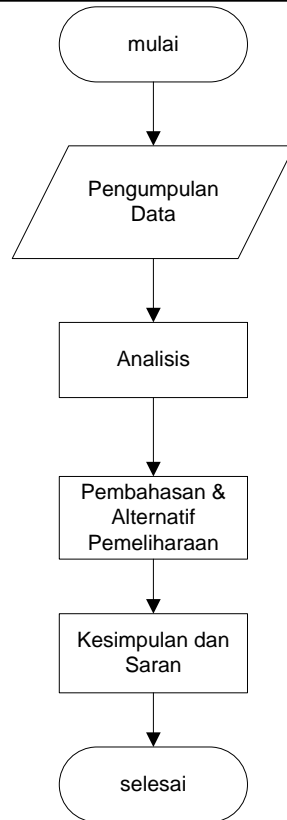 mulai
Pengumpulan
Data
Analisis
Pembahasan &
Alternatif
Pemeliharaan
Kesimpulan dan
Saran
selesai